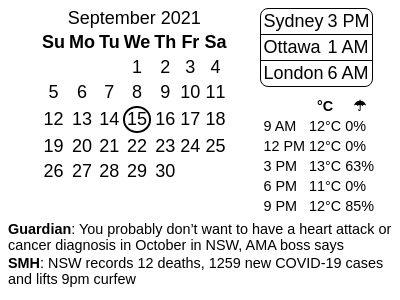 September 2021
Su Mo Tu We Th Fr Sa
1 2 3 4
5 6 7 8 9 10 11
12 13 14 15 16 17 18
19 20 21 22 23 24 25
26 27 28 29 30
Sydney 3 PM
Ottawa 1 AM
London 6 AM
°C ☂
9 AM 12°C 0%
12 PM 12°C 0%
3 PM 13°C 63%
6 PM 11°C 0%
9 PM 12°C 85%
Guardian: You probably don’t want to have a heart attack or
cancer diagnosis in October in NSW, AMA boss says
SMH: NSW records 12 deaths, 1259 new COVID-19 cases
and lifts 9pm curfew